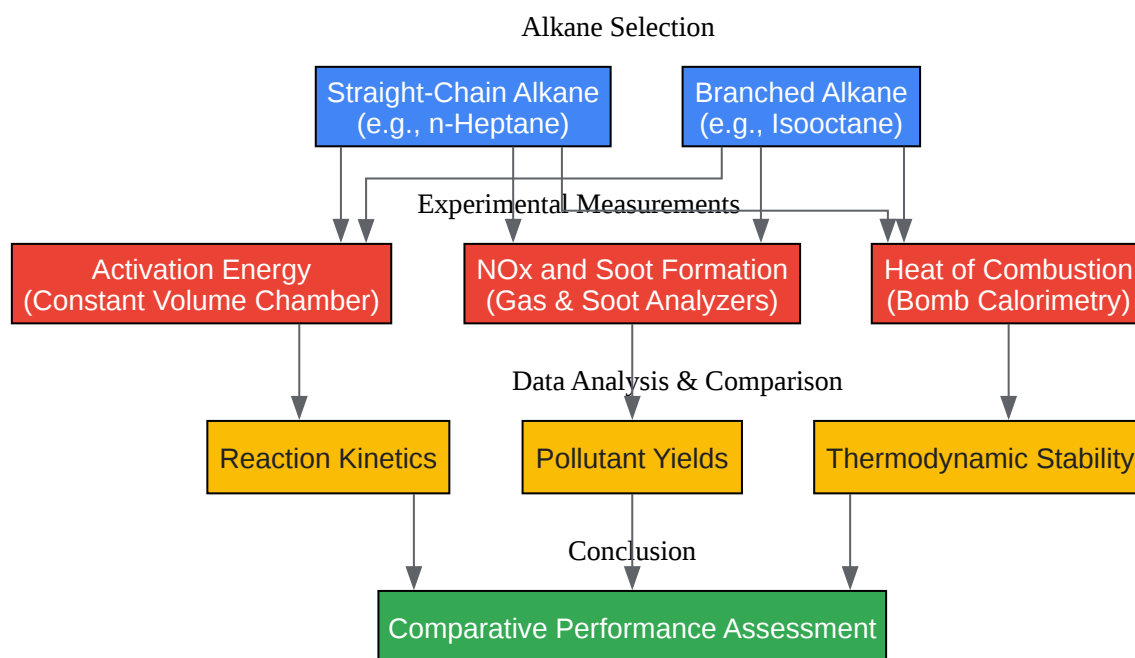 Alkane Selection
Straight-Chain Alkane
(e.g., n-Heptane)
Branched Alkane
(e.g., Isooctane)
Experimental Measurements
Activation Energy
(Constant Volume Chamber)
NOx and Soot Formation
(Gas & Soot Analyzers)
Heat of Combustion
(Bomb Calorimetry)
Data Analysis & Comparison
Reaction Kinetics
Pollutant Yields
Thermodynamic Stability
Conclusion
Comparative Performance Assessment